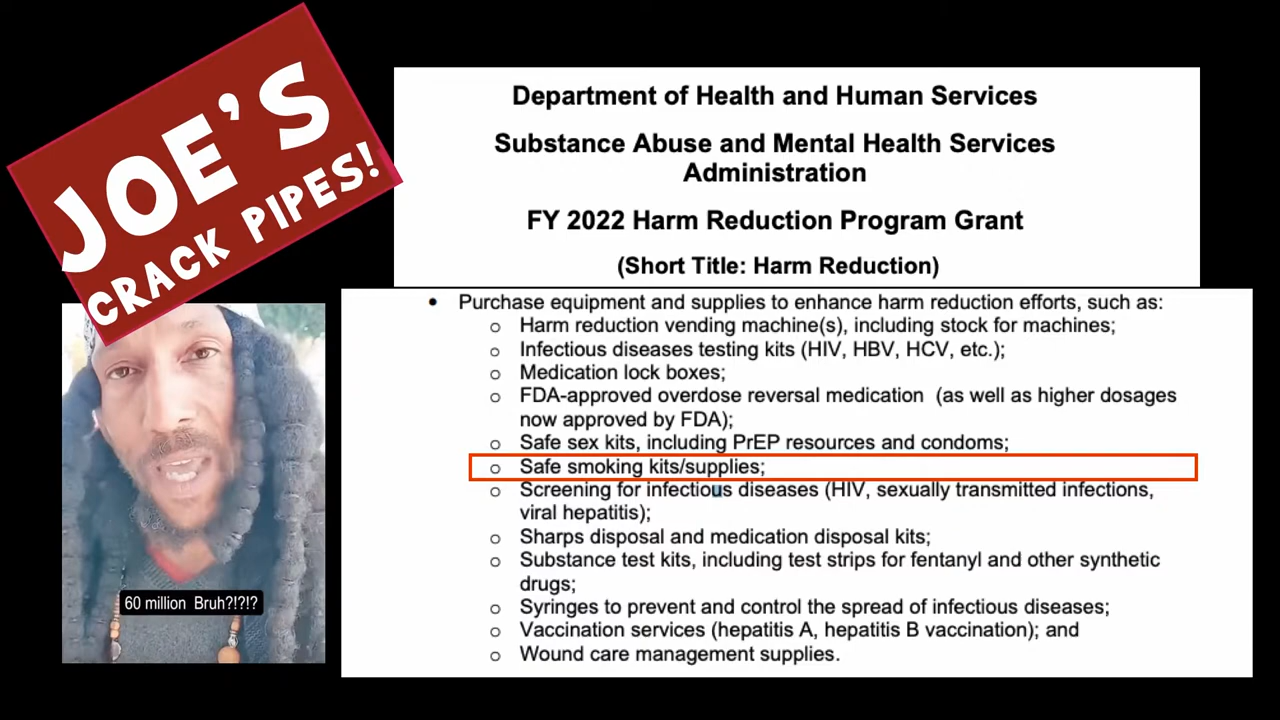 JOE'S
CRACK PIPES!
Department of Health and Human Services
Substance Abuse and Mental Health Services
Administration
FY 2022 Harm Reduction Program Grant
(Short Title: Harm Reduction)
• Purchase equipment and supplies to enhance harm reduction efforts, such as:
o Harm reduction vending machine(s), including stock for machines;
o Infectious diseases testing kits (HIV, HBV, HCV, etc.);
o Medication lock boxes;
o FDA-approved overdose reversal medication (as well as higher dosages
now approved by FDA);
o Safe sex kits, including PrEP resources and condoms;
o Safe smoking kits/supplies;
o Screening for infectious diseases (HIV, sexually transmitted infections,
viral hepatitis);
o Sharps disposal and medication disposal kits;
o Substance test kits, including test strips for fentanyl and other synthetic
drugs;
o Syringes to prevent and control the spread of infectious diseases;
o Vaccination services (hepatitis A, hepatitis B vaccination); and
o Wound care management supplies.
60 million Bruh?!?!?